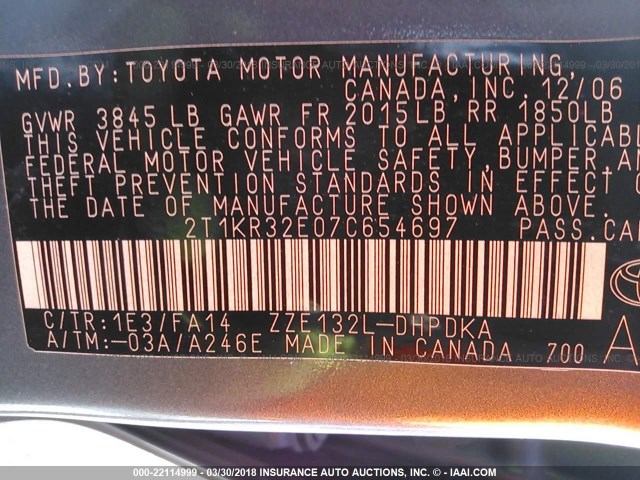 MFD.BY:TOYOTA MOTOR MANUFACTURING,
CANADA,INC. 12/06
GVWR 3845 LB GAWR FR 2015LB RR 1850LB
THIS VEHICLE CONFORMS TO ALL APPLICABLE
FEDERAL MOTOR VEHICLE SAFETY, BUMPER AN
THEFT PREVENTION STANDARDS IN EFFECT O
THE DATE OF MANUFACTURE SHOWN ABOVE.
2T1KR32E07C654697 PASS.CAR
C/TR:1E3/FA14 ZZE132L-DHPDKA
A/TM:-03A/A246E MADE IN CANADA 700
000-22114999 - 03/30/2018 INSURANCE AUTO AUCTIONS, INC. - © IAAI.COM